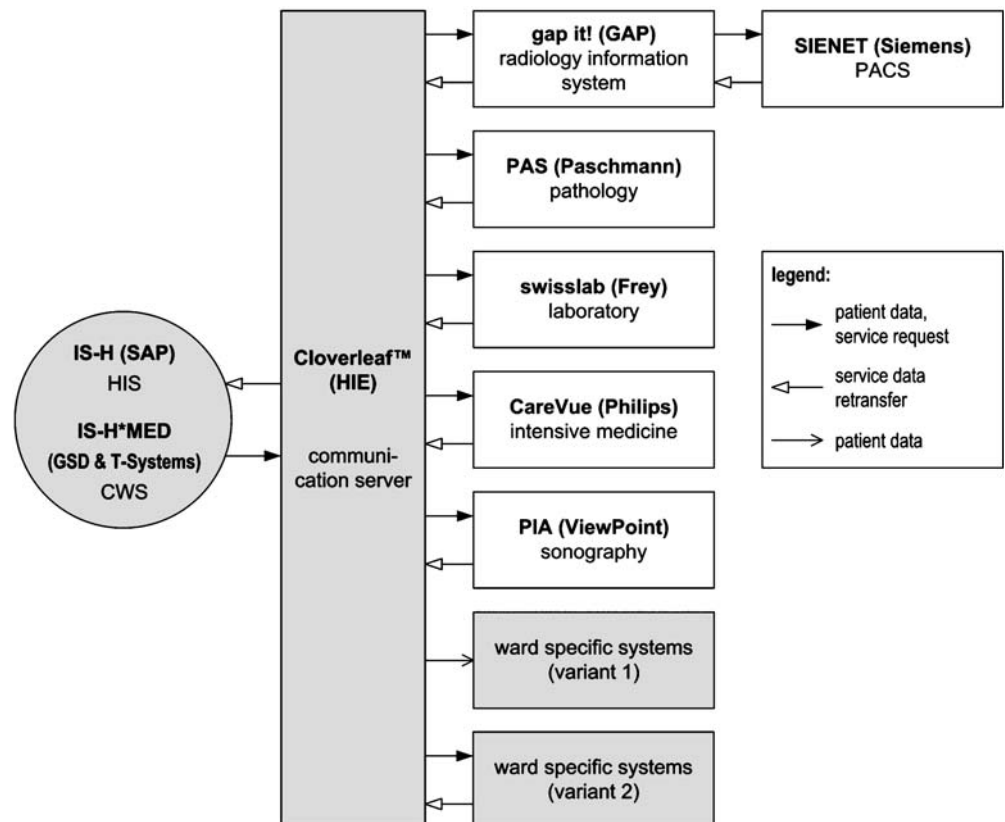 gap it! (GAP)
radiology information
system
SIENET (Siemens)
PACS
PAS (Paschmann)
pathology
swisslab (Frey)
laboratory
legend:
patient data,
service request
service data
retransfer
patient data
IS-H (SAP)
HIS
IS-H*MED
(GSD & T-Systems)
CWS
Cloverleaf™
(HIE)
communi-
cation server
CareVue (Philips)
intensive medicine
PIA (ViewPoint)
sonography
ward specific systems
(variant 1)
ward specific systems
(variant 2)